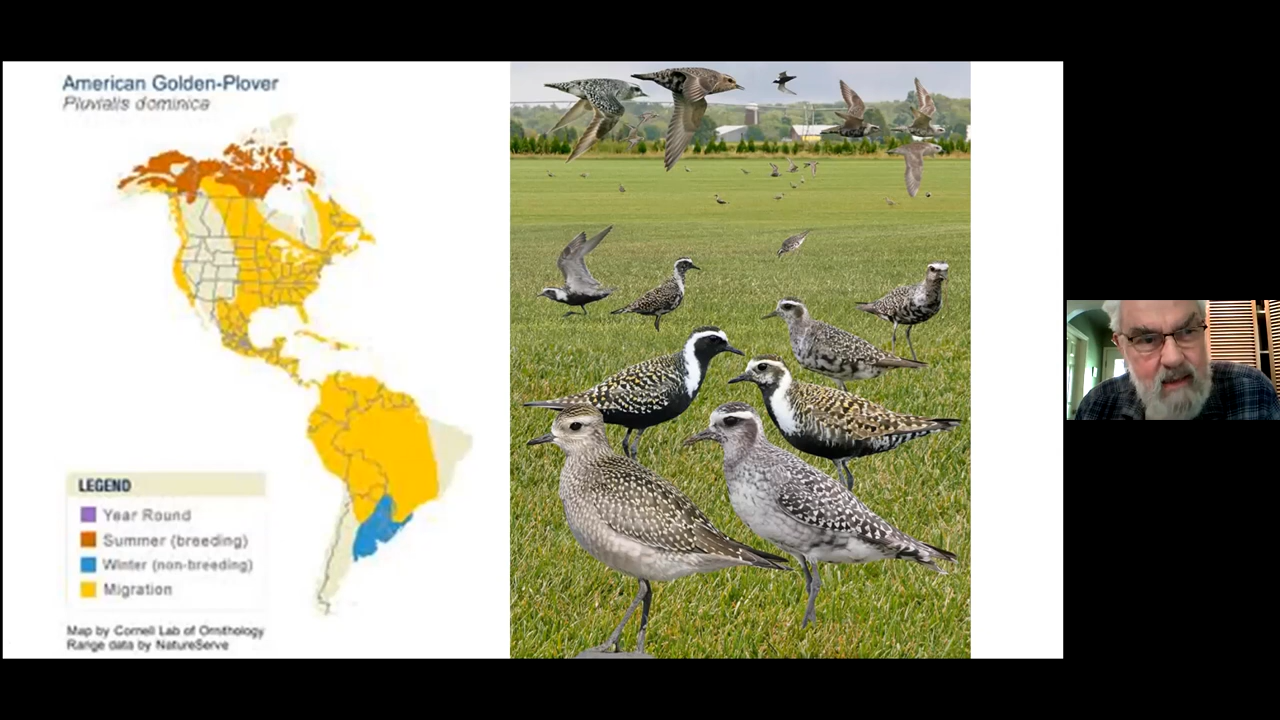 American Golden-Plover
Pluvialis dominica
LEGEND
Year Round
Summer (breeding)
Winter (non-breeding)
Migration
Map by Cornell Lab of Ornithology
Range data by NatureServe